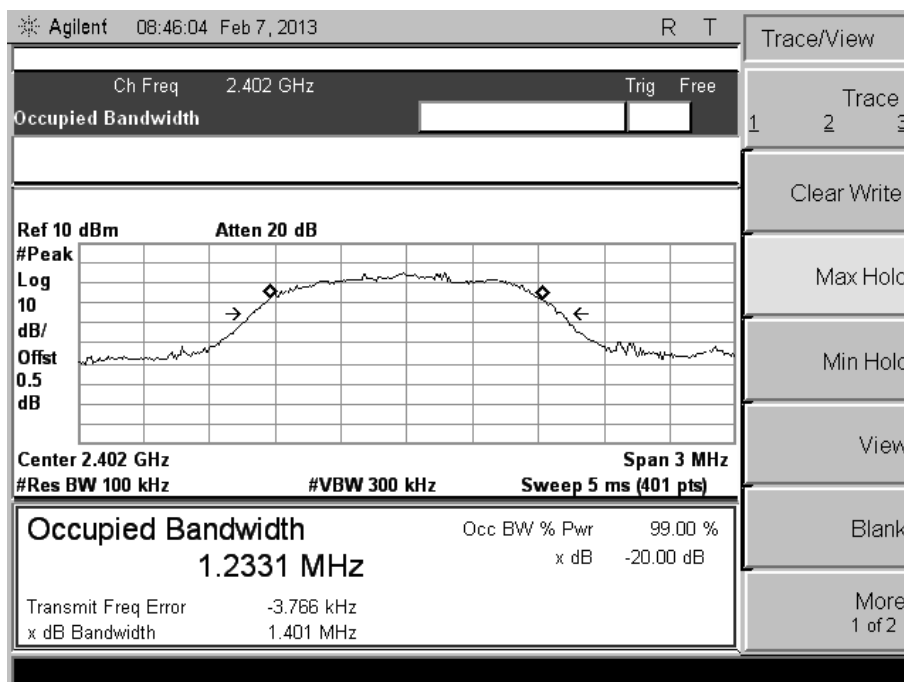 Agilent 08:46:04 Feb 7, 2013 R T
Trace/View
Ch Freq 2.402 GHz Trig Free
Occupied Bandwidth
Trace
1 2 3
Clear Write
Max Hold
Min Hold
View
Blank
More
1 of 2
Ref 10 dBm Atten 20 dB
#Peak
Log
10
dB/
Offst
0.5
dB
Center 2.402 GHz Span 3 MHz
#Res BW 100 kHz #VBW 300 kHz Sweep 5 ms (401 pts)
Occupied Bandwidth
1.2331 MHz
Occ BW % Pwr 99.00 %
x dB -20.00 dB
Transmit Freq Error -3.766 kHz
x dB Bandwidth 1.401 MHz